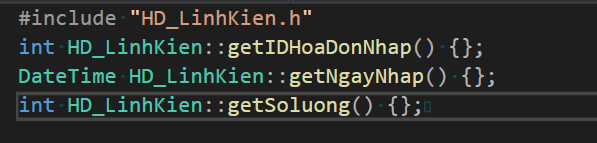 #include "HD_LinhKien.h"
int HD_LinhKien::getIDHoaDonNhap() {};
DateTime HD_LinhKien::getNgayNhap() {};
int HD_LinhKien::getSoluong() {};